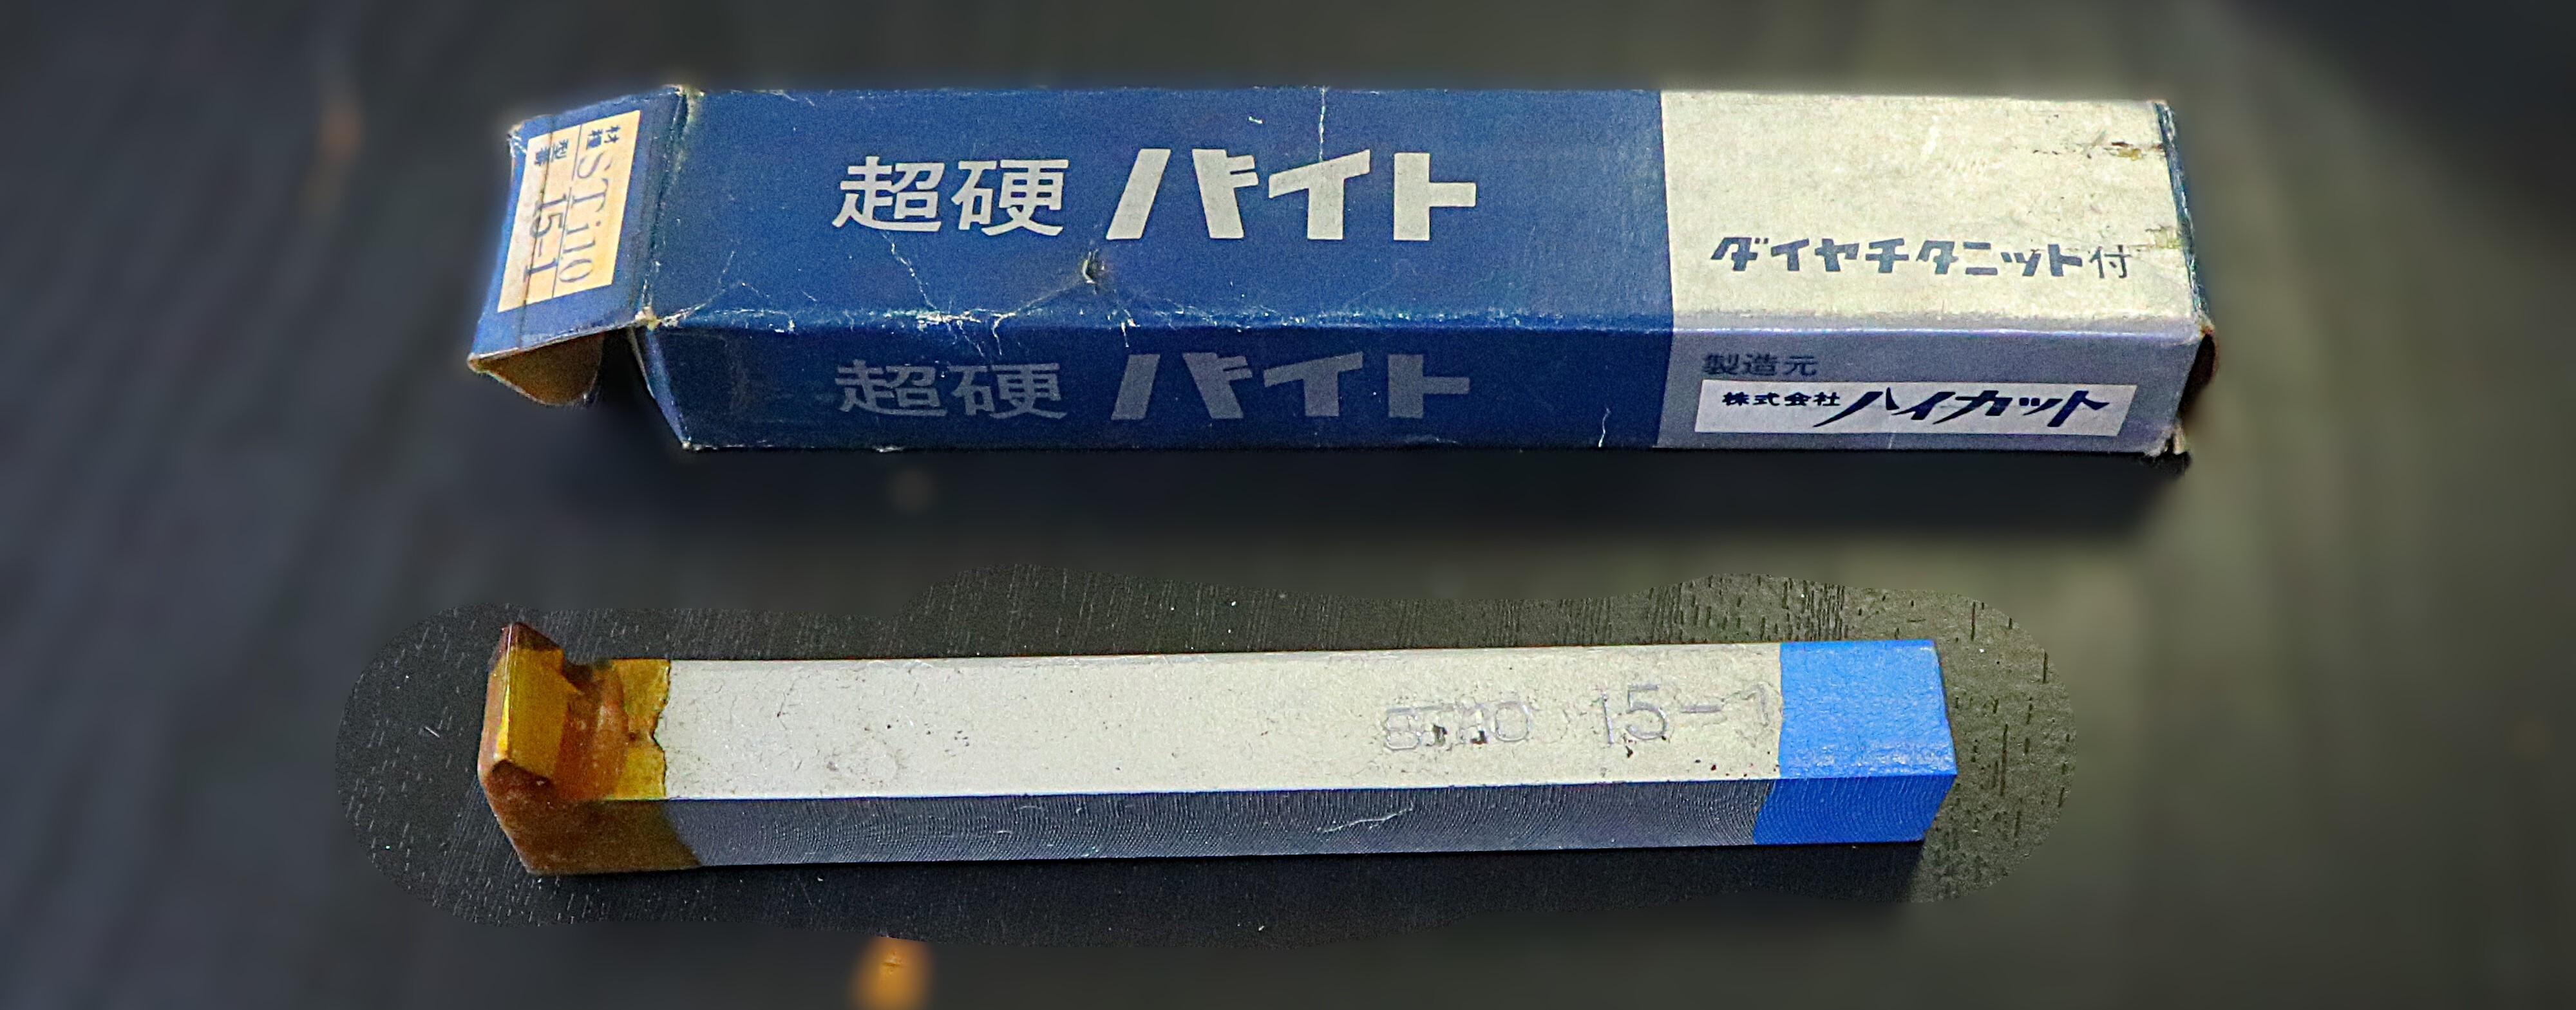 材種 STi10
型番 15-1
超硬 バイト
ダイヤチタニット付
超硬 バイト
製造元
株式会社ハイカット
STi10 15-1